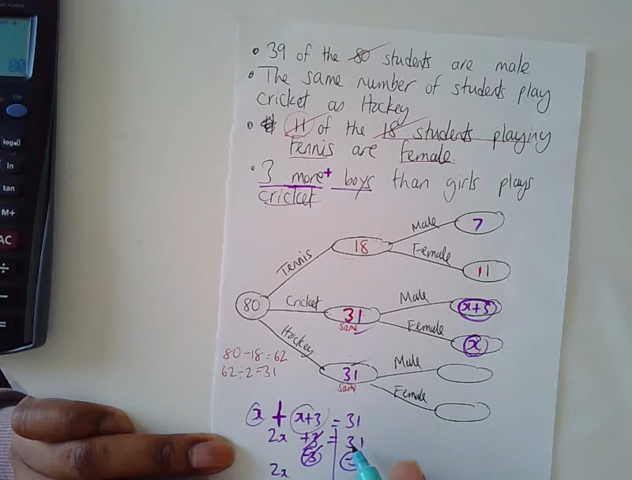 • 39 of the 80 students are male
• The same number of students play
cricket as Hockey
• 11 of the 18 students playing
tennis are female
• 3 more+ boys than girls plays
cricket
Male
7
Tennis
18
Female
11
80
Cricket
31
same
Male
x+3
Female
x
Hockey
31
same
Male
Female
80-18=62
62÷2=31
x + x+3 = 31
2x +3 = 31
-3
2x
80
log
ln
tan
M+
AC
÷